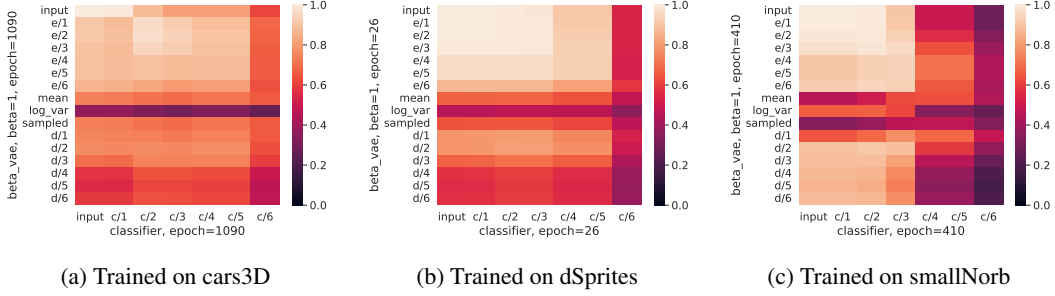 beta_vae, beta=1, epoch=1090
input
e/1
e/2
e/3
e/4
e/5
e/6
mean
log_var
sampled
d/1
d/2
d/3
d/4
d/5
d/6
input c/1 c/2 c/3 c/4 c/5 c/6
classifier, epoch=1090
1.0
0.8
0.6
0.4
0.2
0.0
(a) Trained on cars3D
beta_vae, beta=1, epoch=26
input
e/1
e/2
e/3
e/4
e/5
e/6
mean
log_var
sampled
d/1
d/2
d/3
d/4
d/5
d/6
input c/1 c/2 c/3 c/4 c/5 c/6
classifier, epoch=26
1.0
0.8
0.6
0.4
0.2
0.0
(b) Trained on dSprites
beta_vae, beta=1, epoch=410
input
e/1
e/2
e/3
e/4
e/5
e/6
mean
log_var
sampled
d/1
d/2
d/3
d/4
d/5
d/6
input c/1 c/2 c/3 c/4 c/5 c/6
classifier, epoch=410
1.0
0.8
0.6
0.4
0.2
0.0
(c) Trained on smallNorb